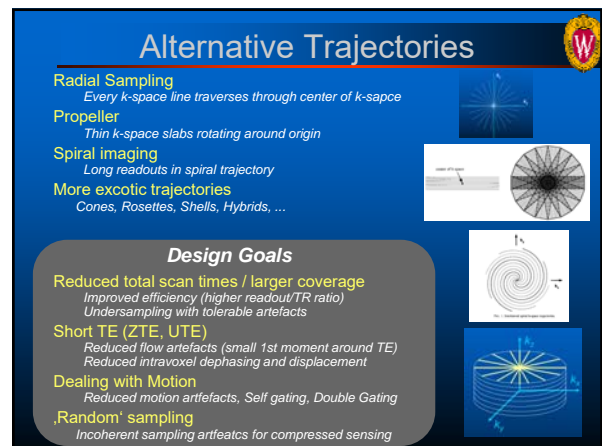 Alternative Trajectories
W
Radial Sampling
Every k-space line traverses through center of k-sapce
Propeller
Thin k-space slabs rotating around origin
Spiral imaging
Long readouts in spiral trajectory
More excotic trajectories
Cones, Rosettes, Shells, Hybrids, ...
Design Goals
Reduced total scan times / larger coverage
Improved efficiency (higher readout/TR ratio)
Undersampling with tolerable artefacts
Short TE (ZTE, UTE)
Reduced flow artefacts (small 1st moment around TE)
Reduced intravoxel dephasing and displacement
Dealing with Motion
Reduced motion artfefacts, Self gating, Double Gating
‚Random‘ sampling
Incoherent sampling artfeatcs for compressed sensing
kz
kx
ky